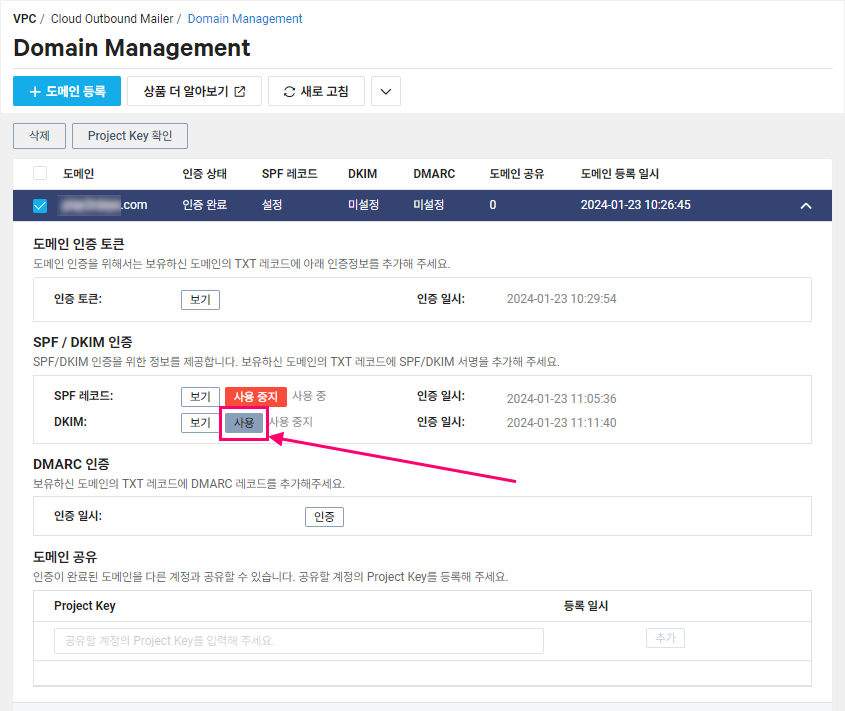 VPC / Cloud Outbound Mailer / Domain Management
Domain Management
+ 도메인 등록 상품 더 알아보기 새로 고침
삭제 Project Key 확인
도메인 인증 상태 SPF 레코드 DKIM DMARC 도메인 공유 도메인 등록 일시
.com 인증 완료 설정 미설정 미설정 0 2024-01-23 10:26:45
도메인 인증 토큰
도메인 인증을 위해서는 보유하신 도메인의 TXT 레코드에 아래 인증정보를 추가해 주세요.
인증 토큰: 보기 인증 일시: 2024-01-23 10:29:54
SPF / DKIM 인증
SPF/DKIM 인증을 위한 정보를 제공합니다. 보유하신 도메인의 TXT 레코드에 SPF/DKIM 서명을 추가해 주세요.
SPF 레코드: 보기 사용 중지 사용 중 인증 일시: 2024-01-23 11:05:36
DKIM: 보기 사용 사용 중지 인증 일시: 2024-01-23 11:11:40
DMARC 인증
보유하신 도메인의 TXT 레코드에 DMARC 레코드를 추가해주세요.
인증 일시: 인증
도메인 공유
인증이 완료된 도메인을 다른 계정과 공유할 수 있습니다. 공유할 계정의 Project Key를 등록해 주세요.
Project Key 등록 일시
공유할 계정의 Project Key를 입력해 주세요. 추가